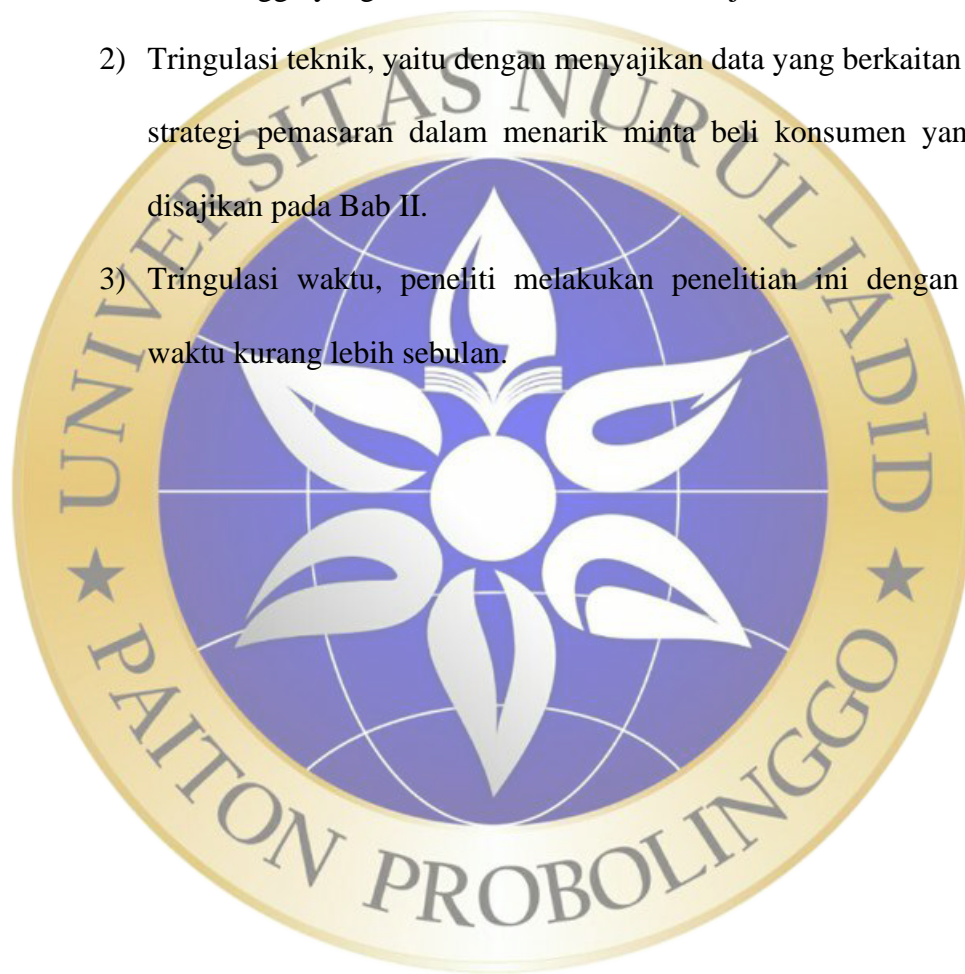 2) Tringulasi teknik, yaitu dengan menyajikan data yang berkaitan
strategi pemasaran dalam menarik minta beli konsumen yan
disajikan pada Bab II.
3) Tringulasi waktu, peneliti melakukan penelitian ini dengan
waktu kurang lebih sebulan.
UNIVERSITAS NURUL JADID
PAITON PROBOLINGGO